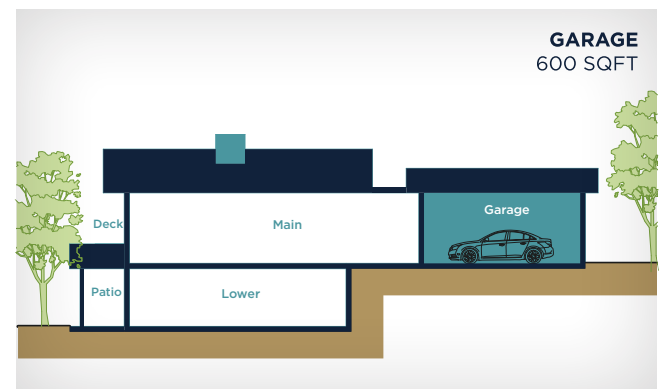 GARAGE
600 SQFT
Garage
Deck
Main
Patio
Lower